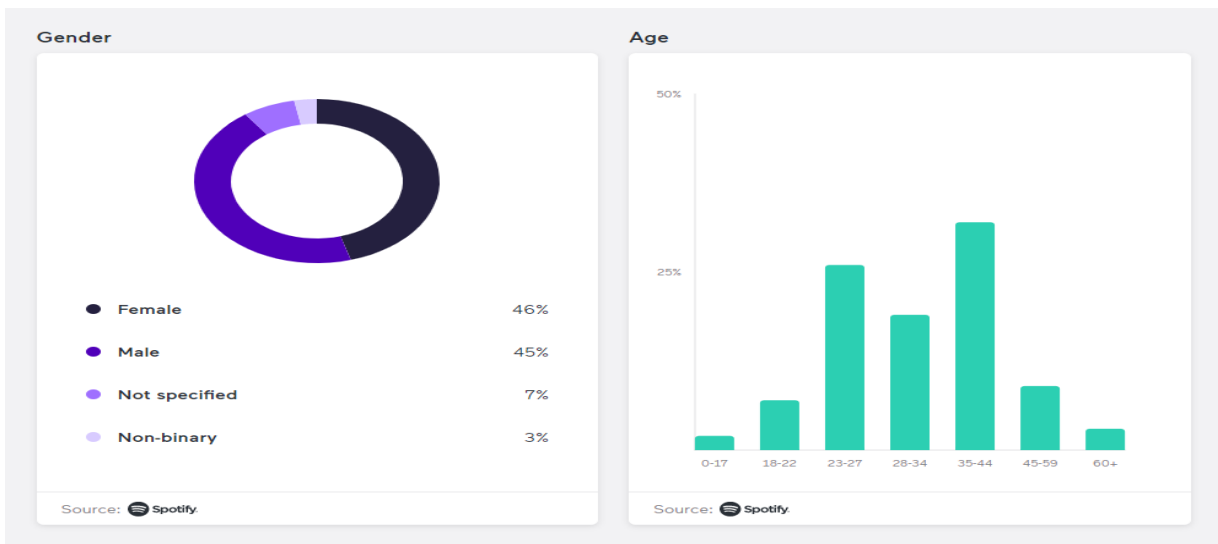 Gender
Female 46%
Male 45%
Not specified 7%
Non-binary 3%
Source: Spotify
Age
50%
25%
0-17 18-22 23-27 28-34 35-44 45-59 60+
Source: Spotify